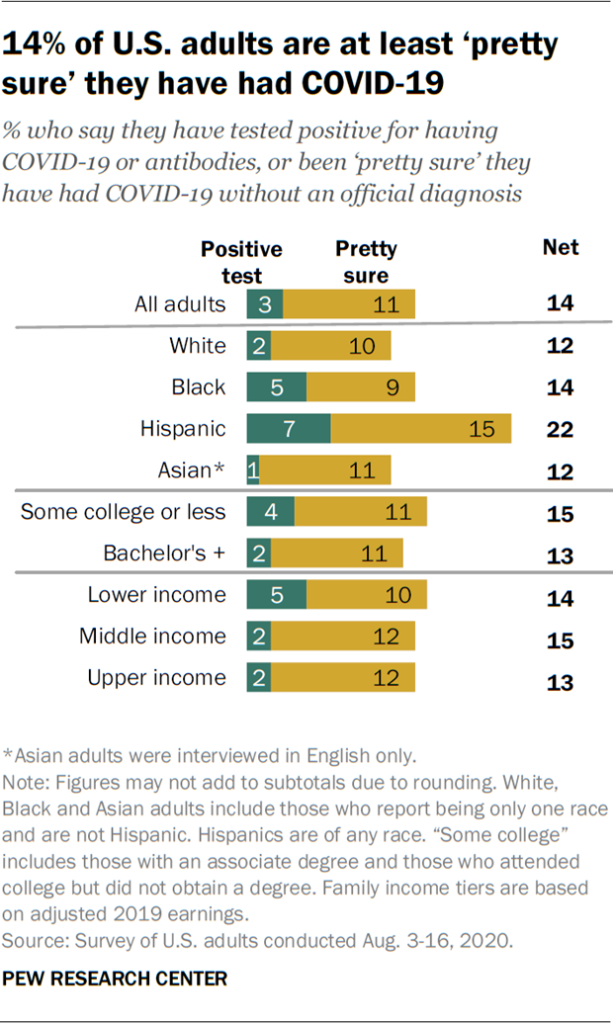 14% of U.S. adults are at least ‘pretty
sure’ they have had COVID-19
% who say they have tested positive for having
COVID-19 or antibodies, or been ‘pretty sure’ they
have had COVID-19 without an official diagnosis
Positive test Pretty sure Net
All adults 3 11 14
White 2 10 12
Black 5 9 14
Hispanic 7 15 22
Asian* 1 11 12
Some college or less 4 11 15
Bachelor's + 2 11 13
Lower income 5 10 14
Middle income 2 12 15
Upper income 2 12 13
*Asian adults were interviewed in English only.
Note: Figures may not add to subtotals due to rounding. White,
Black and Asian adults include those who report being only one race
and are not Hispanic. Hispanics are of any race. “Some college”
includes those with an associate degree and those who attended
college but did not obtain a degree. Family income tiers are based
on adjusted 2019 earnings.
Source: Survey of U.S. adults conducted Aug. 3-16, 2020.
PEW RESEARCH CENTER